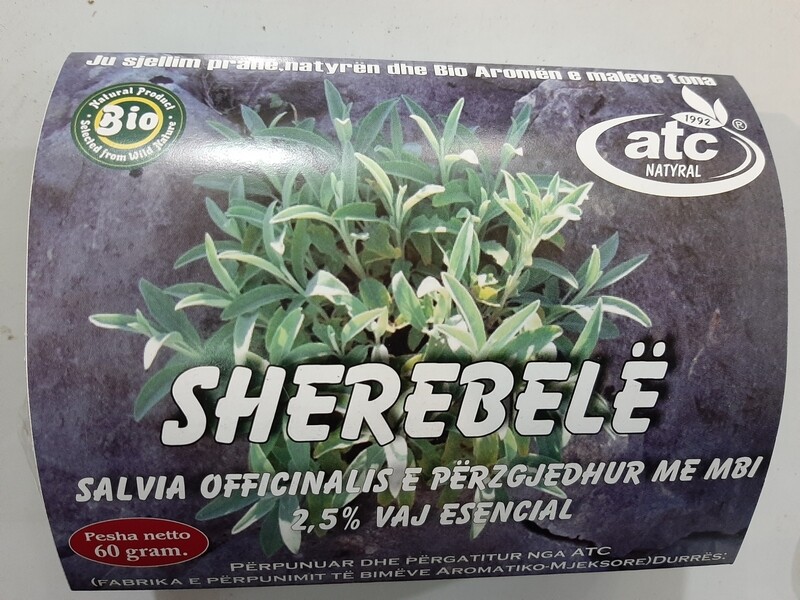 Ju sjellim pranë natyrën dhe Bio Aromën e maleve tona
Natural Product
Bio
Selected from Wild Nature
1992
atc ®
NATYRAL
SHEREBELË
SALVIA OFFICINALIS E PËRZGJEDHUR ME MBI
2,5% VAJ ESENCIAL
Pesha netto
60 gram.
PËRPUNUAR DHE PËRGATITUR NGA ATC
(FABRIKA E PËRPUNIMIT TË BIMËVE AROMATIKO-MJEKSORE)DURRËS: